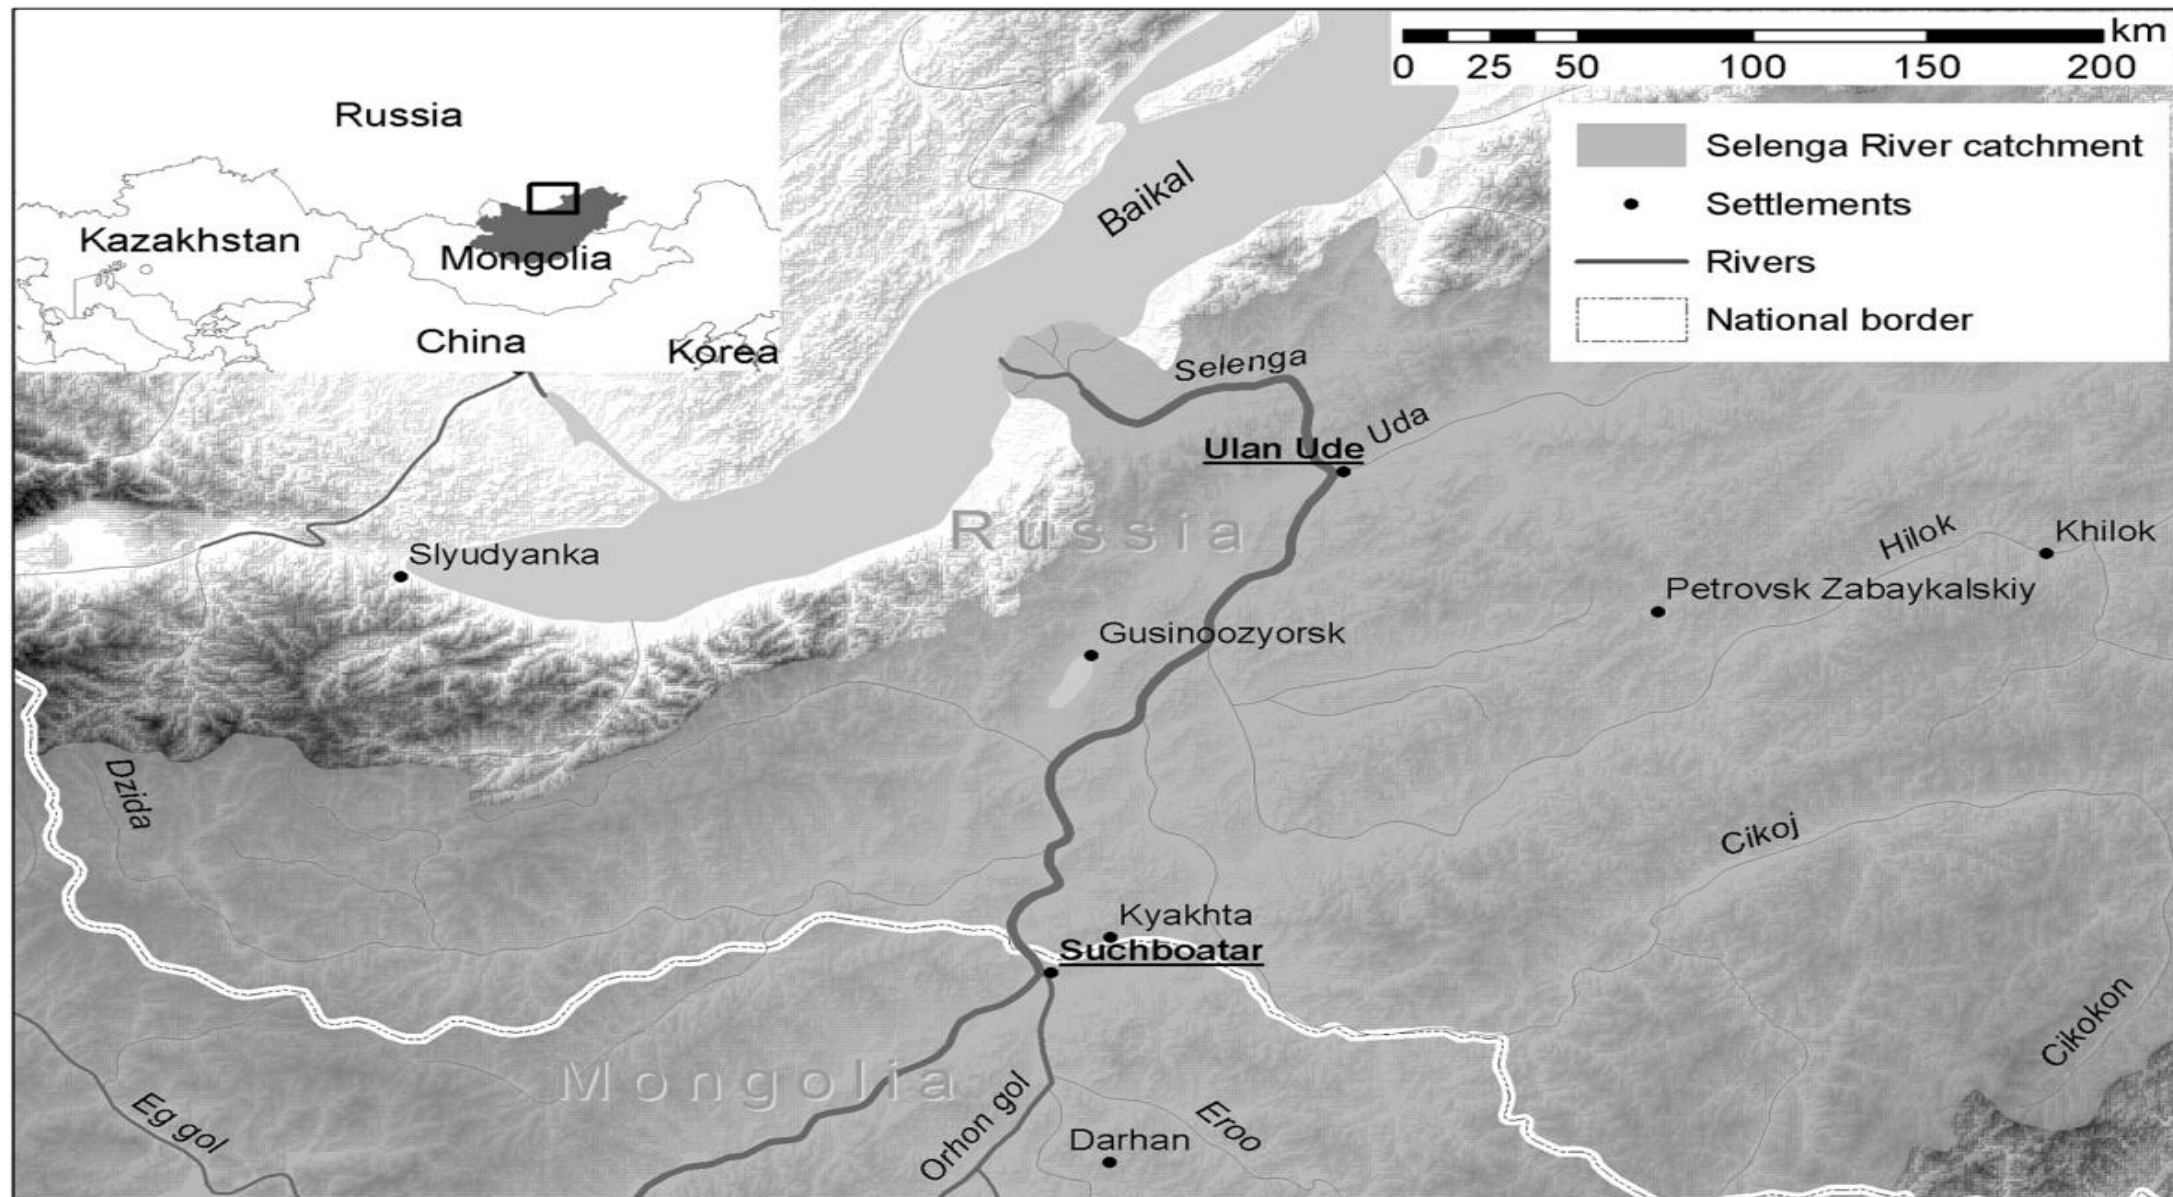 Russia
Kazakhstan
Mongolia
China
Korea
km
0 25 50 100 150 200
Selenga River catchment
Settlements
Rivers
National border
Baikal
Selenga
Uda
Ulan Ude
Russia
Slyudyanka
Hilok
Khilok
Petrovsk Zabaykalskiy
Gusinoozyorsk
Dzida
Cikoj
Kyakhta
Suchboatar
Cikokon
Mongolia
Eg gol
Orhon gol
Eroo
Darhan